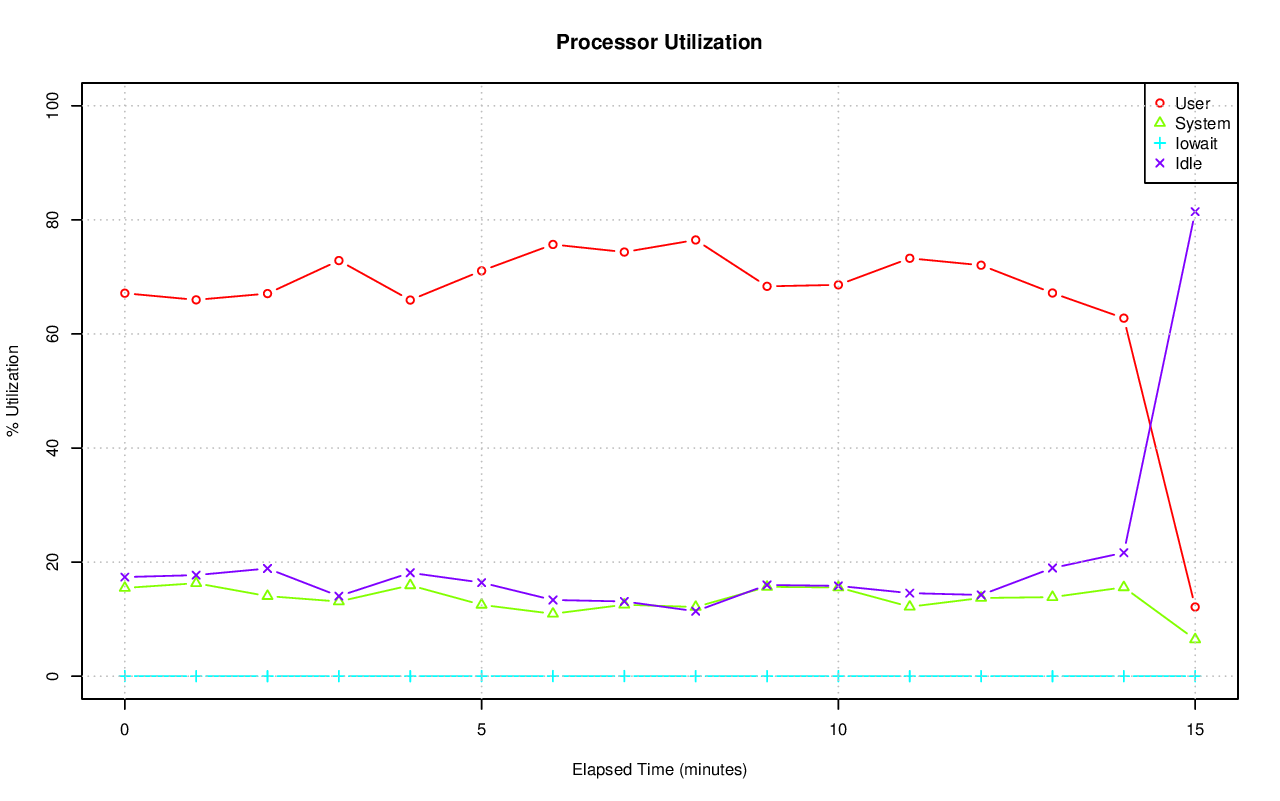 Processor Utilization
% Utilization
100
80
60
40
20
0
User
System
Iowait
Idle
0 5 10 15
Elapsed Time (minutes)